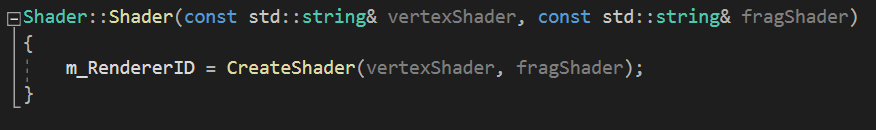 Shader::Shader(const std::string& vertexShader, const std::string& fragShader)
{
m_RendererID = CreateShader(vertexShader, fragShader);
}